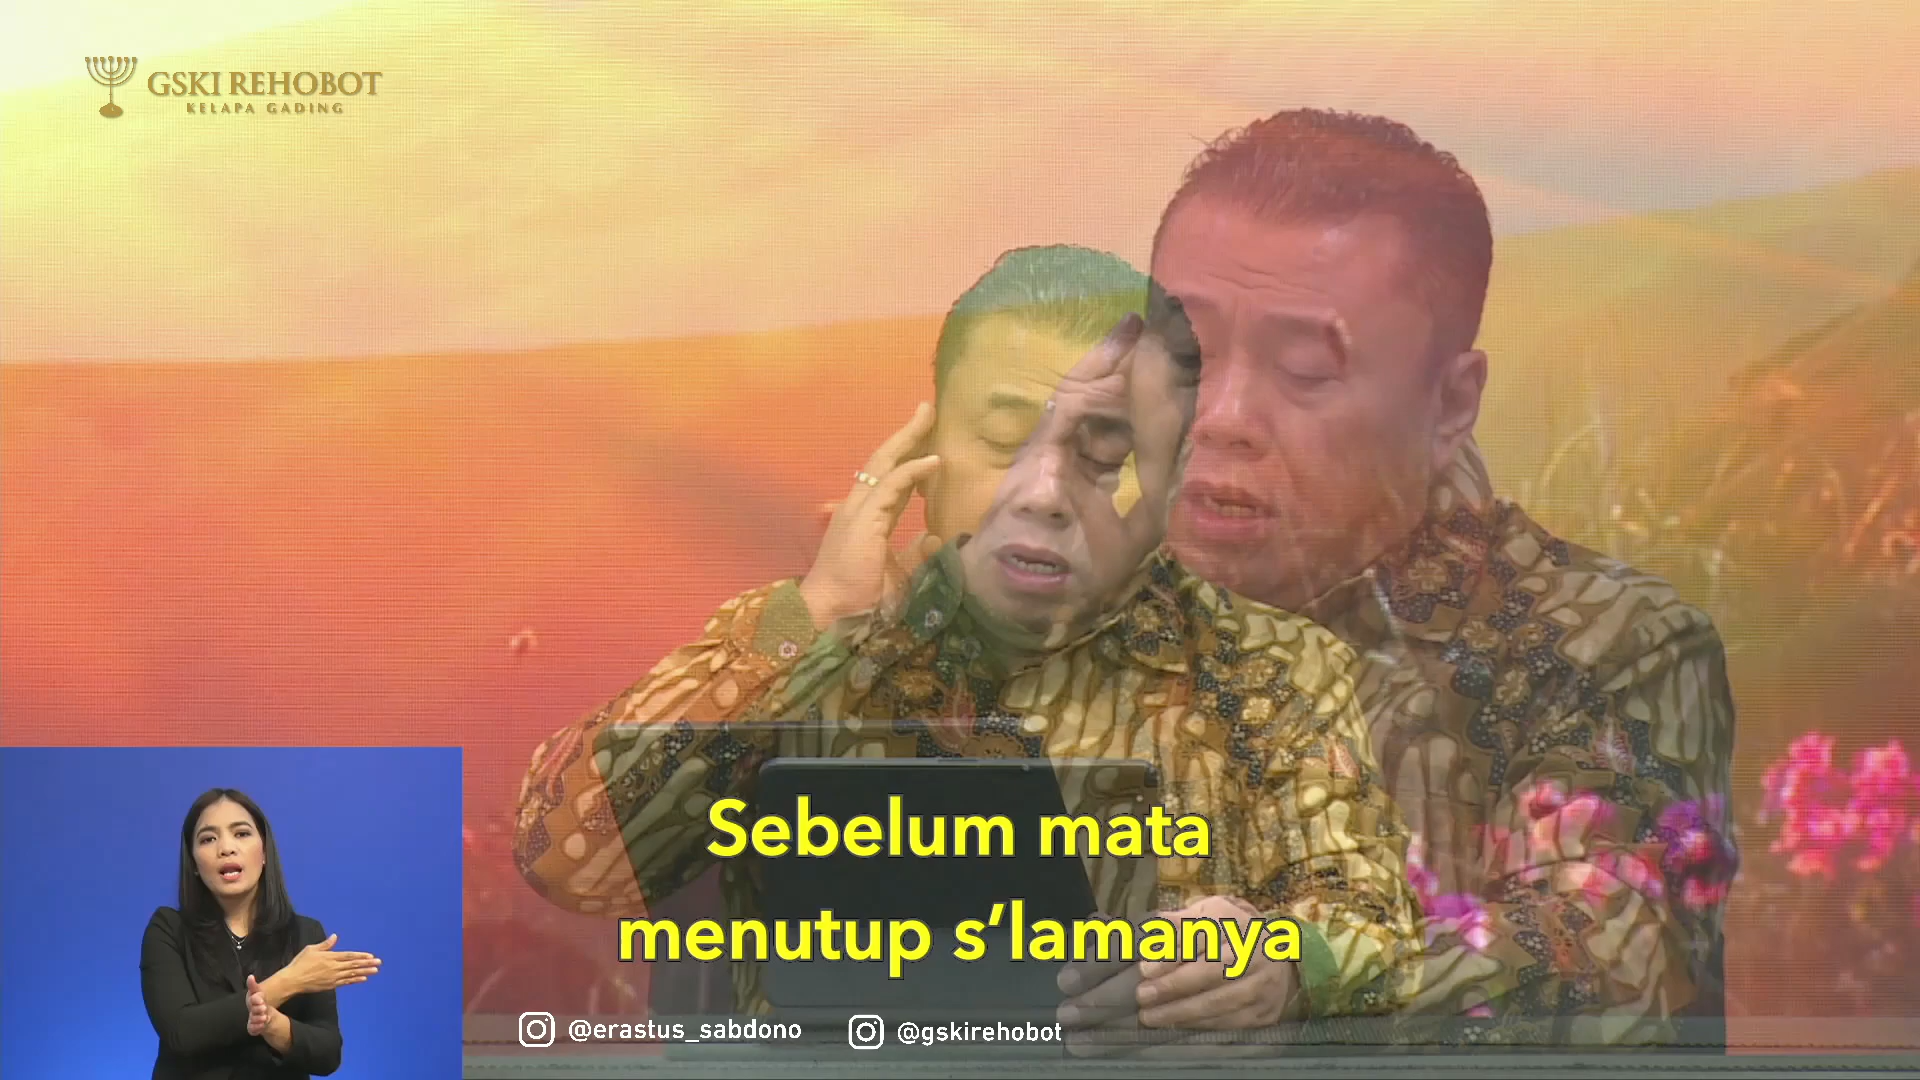 GSKI REHOBOT
KELAPA GADING
Sebelum mata
menutup s'lamanya
@erastus_sabdono @gskirehobot